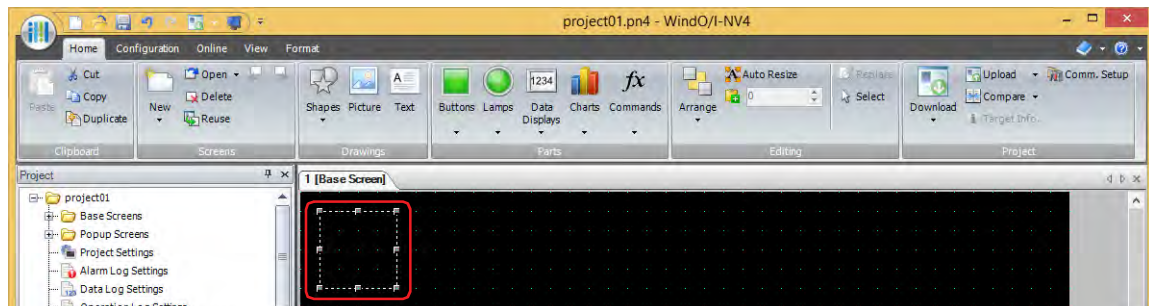 project01.pn4 - WindO/I-NV4
Home Configuration Online View Format
Cut
Copy
Duplicate
Paste
Clipboard
New
Open
Delete
Reuse
Screens
Shapes Picture Text
Drawings
1234
Buttons Lamps Data Displays Charts Commands
fx
Parts
Arrange
Auto Resize
0
Replace
Select
Editing
Download
Upload
Compare
Target Info.
Comm. Setup
Project
Project
1 [Base Screen]
project01
Base Screens
Popup Screens
Project Settings
Alarm Log Settings
Data Log Settings
Operation Log Settings